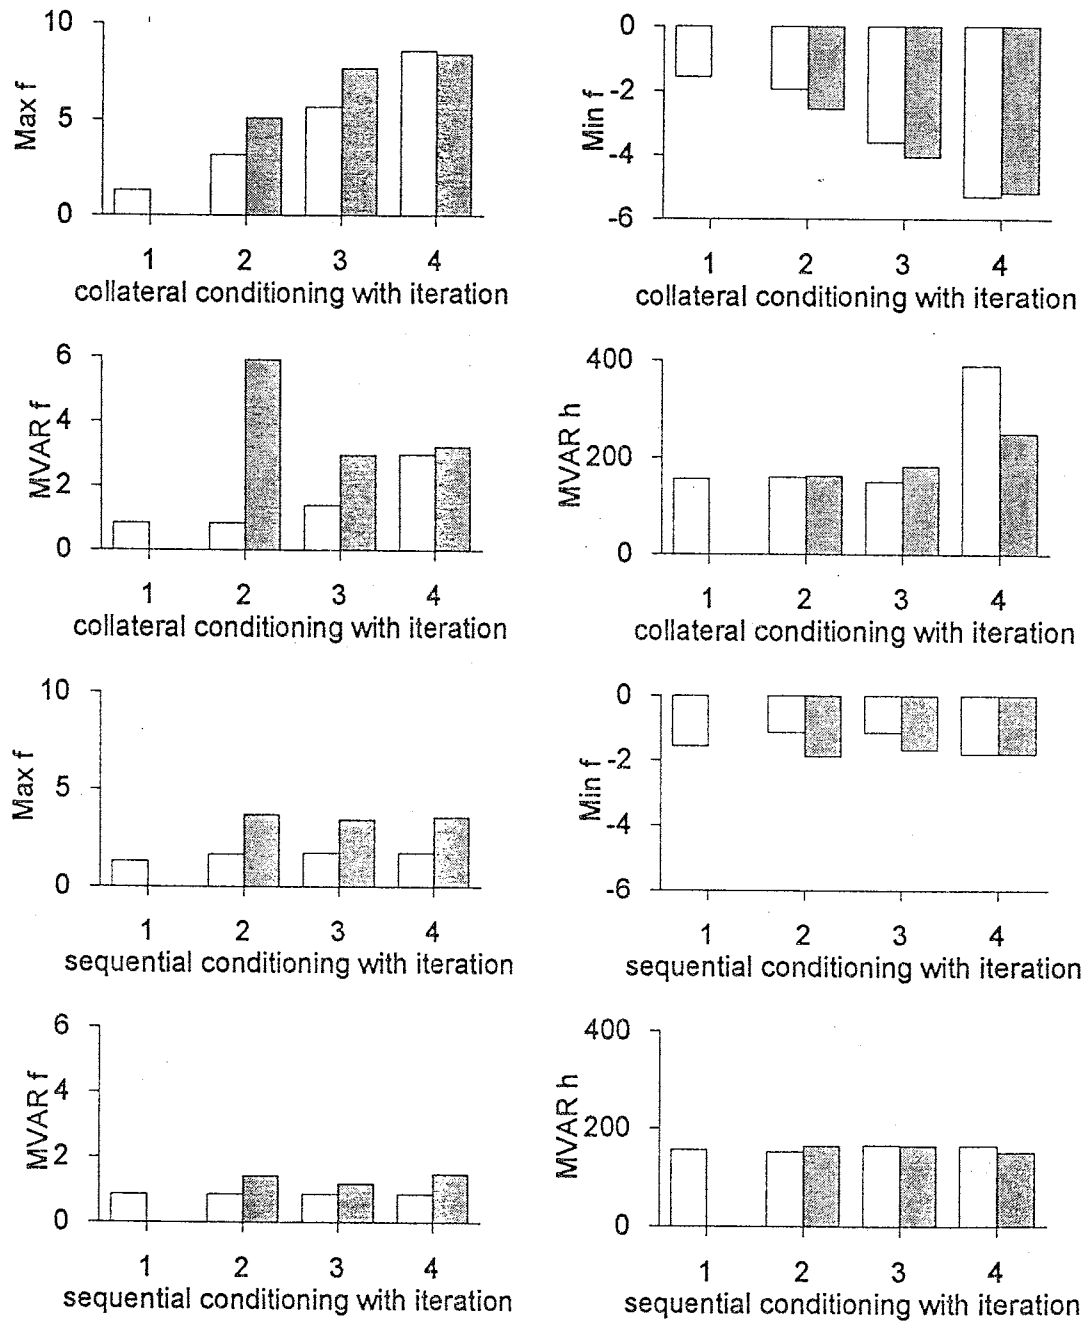 10
5
0
Max f
1 2 3 4
collateral conditioning with iteration
0
-2
-4
-6
Min f
1 2 3 4
collateral conditioning with iteration
6
4
2
0
MVAR f
1 2 3 4
collateral conditioning with iteration
400
200
0
MVAR h
1 2 3 4
collateral conditioning with iteration
10
5
0
Max f
1 2 3 4
sequential conditioning with iteration
0
-2
-4
-6
Min f
1 2 3 4
sequential conditioning with iteration
6
4
2
0
MVAR f
1 2 3 4
sequential conditioning with iteration
400
200
0
MVAR h
1 2 3 4
sequential conditioning with iteration